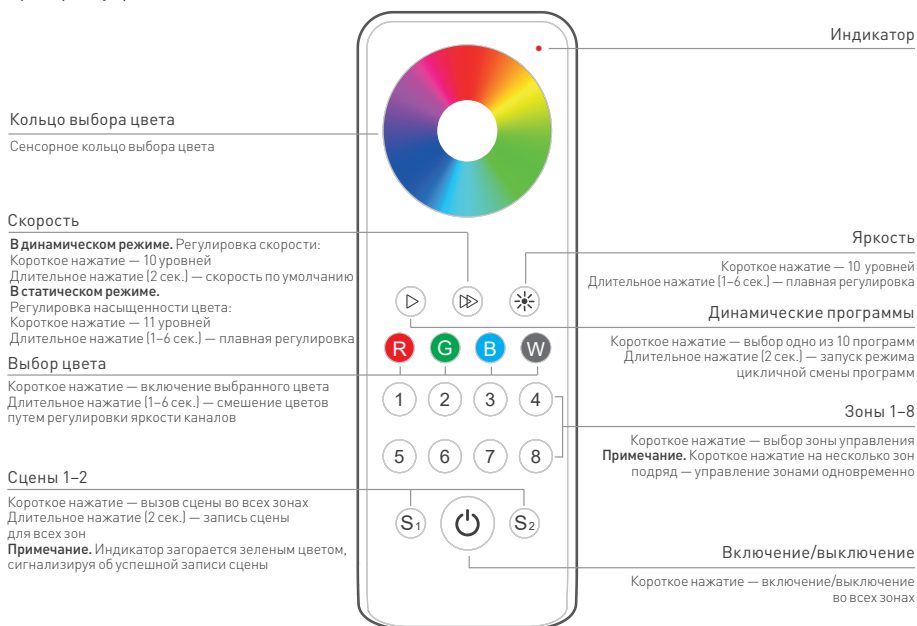 Индикатор
Кольцо выбора цвета
Сенсорное кольцо выбора цвета
Скорость
В динамическом режиме. Регулировка скорости:
Короткое нажатие — 10 уровней
Длительное нажатие (2 сек.) — скорость по умолчанию
В статическом режиме.
Регулировка насыщенности цвета:
Короткое нажатие — 11 уровней
Длительное нажатие (1–6 сек.) — плавная регулировка
Выбор цвета
Короткое нажатие — включение выбранного цвета
Длительное нажатие (1–6 сек.) — смешение цветов
путем регулировки яркости каналов
Сцены 1–2
Короткое нажатие — вызов сцены во всех зонах
Длительное нажатие (2 сек.) — запись сцены
для всех зон
Примечание. Индикатор загорается зеленым цветом,
сигнализируя об успешной записи сцены
R G B W
1 2 3 4
5 6 7 8
S1 S2
Яркость
Короткое нажатие — 10 уровней
Длительное нажатие (1–6 сек.) — плавная регулировка
Динамические программы
Короткое нажатие — выбор одно из 10 программ
Длительное нажатие (2 сек.) — запуск режима
цикличной смены программ
Зоны 1–8
Короткое нажатие — выбор зоны управления
Примечание. Короткое нажатие на несколько зон
подряд — управление зонами одновременно
Включение/выключение
Короткое нажатие — включение/выключение
во всех зонах